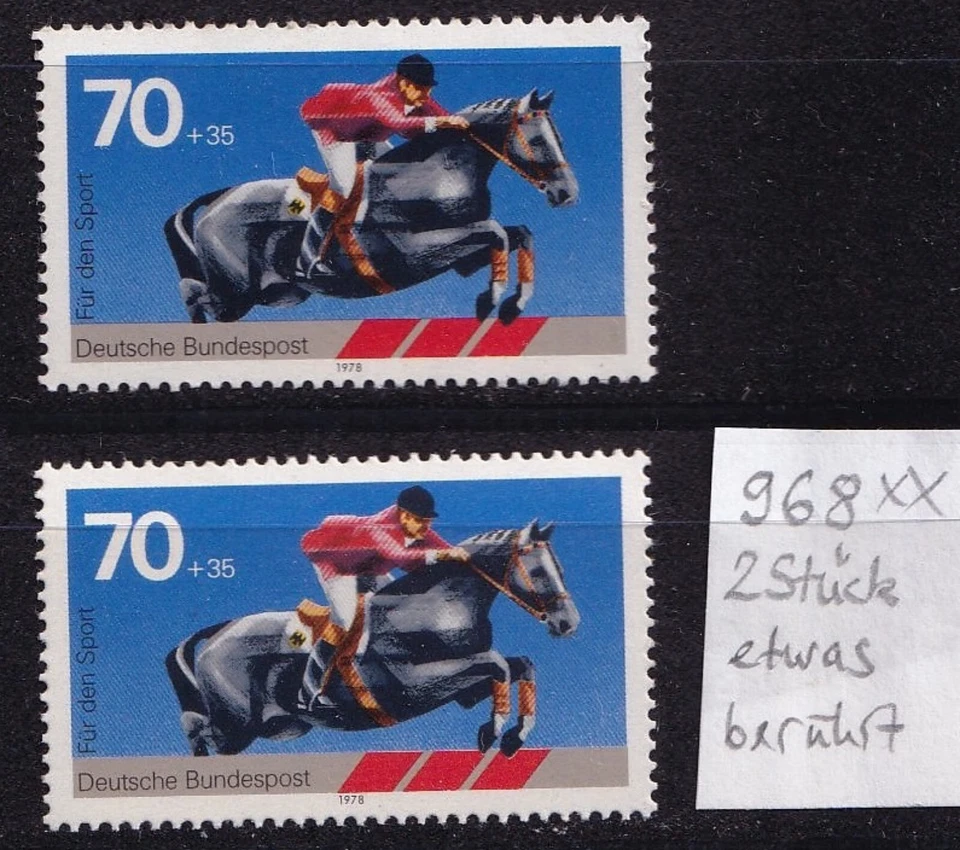 70 +35
Für den Sport
Deutsche Bundespost
1978
70 +35
Für den Sport
Deutsche Bundespost
1978
968 XX
2 Stück
etwas
berührt